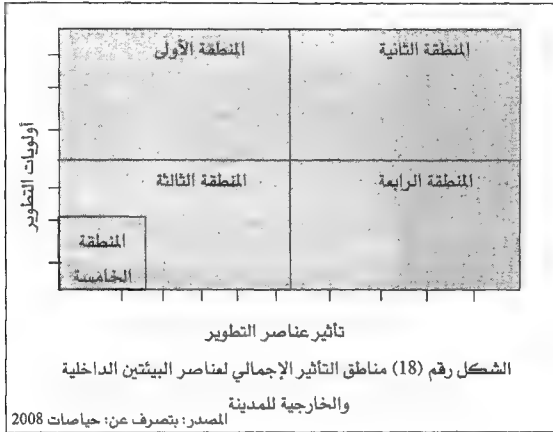 المنطقة الثانية
المنطقة الأولى
المنطقة الرابعة
المنطقة الثالثة
المنطقة
الخامسة
أولويات التطوير
تأثير عناصر التطوير
الشكل رقم (18) مناطق التأثير الإجمالي لعناصر البيئتين الداخلية
والخارجية للمدينة
المصدر: بتصرف عن: حياصات 2008